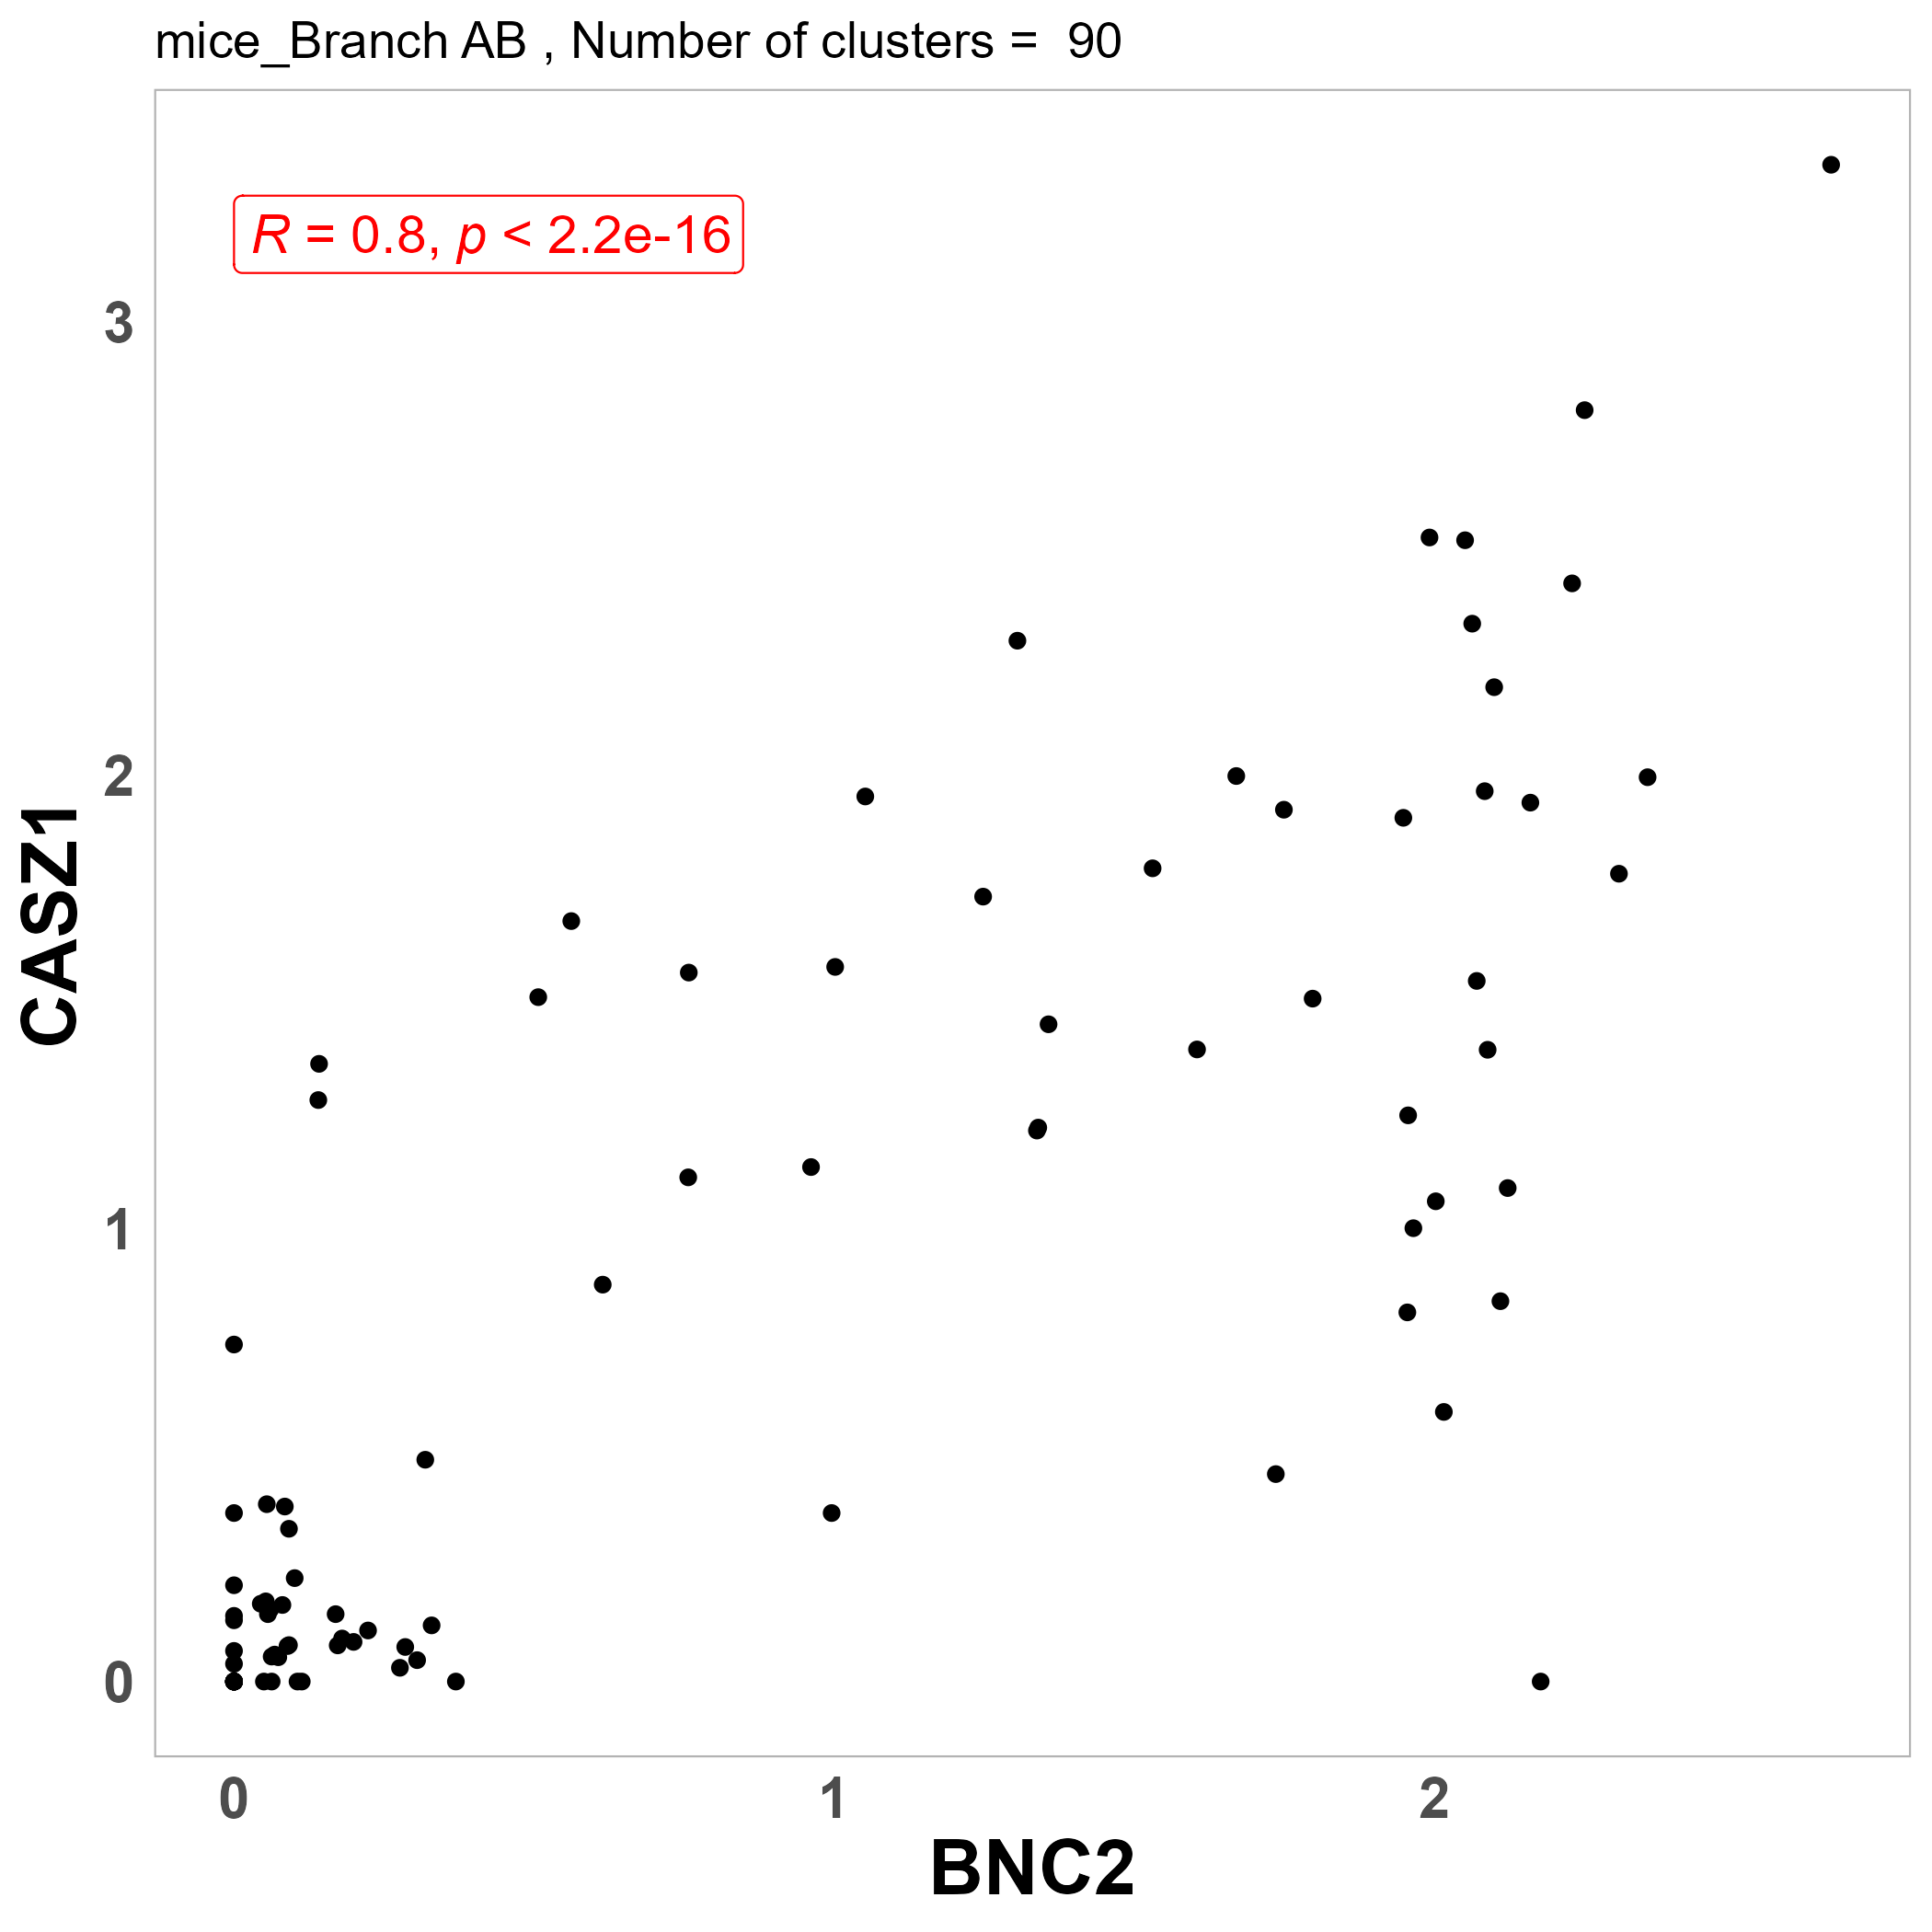 mice_Branch AB , Number of clusters =  90
R = 0.8, p < 2.2e-16
3
2
1
0
CASZ1
0
1
2
BNC2